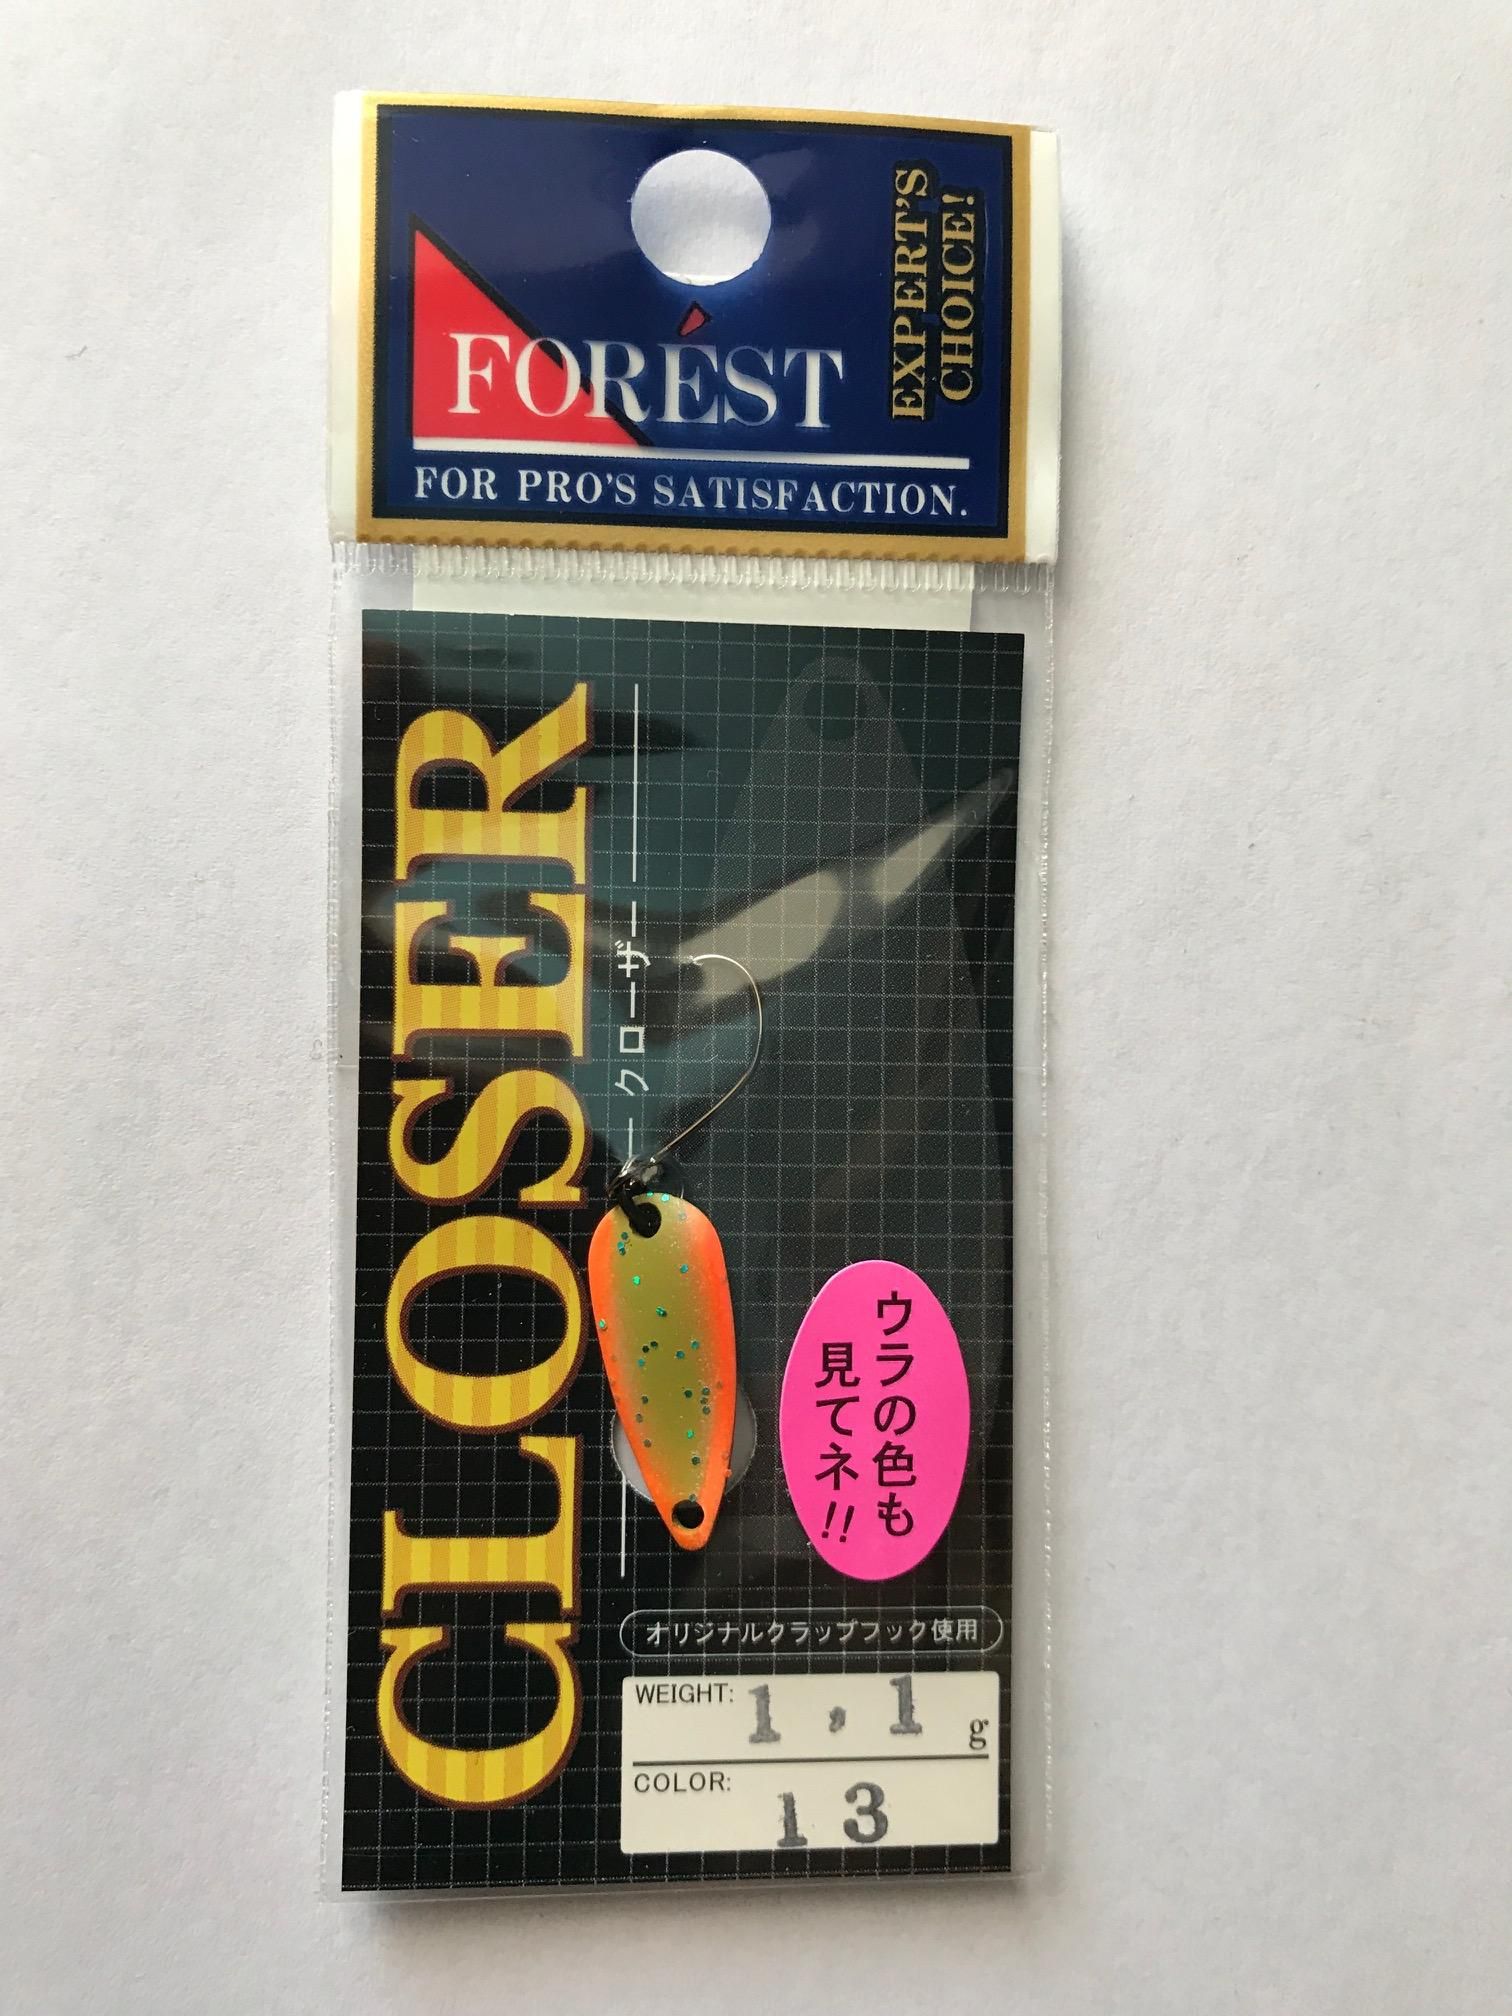 EXPERT'S
CHOICE!
FORÉST
FOR PRO'S SATISFACTION.
CLOSER
クローザー
ウラの色も
見てネ!!
オリジナルクラップフック使用
WEIGHT: 1,1 g
COLOR: 13